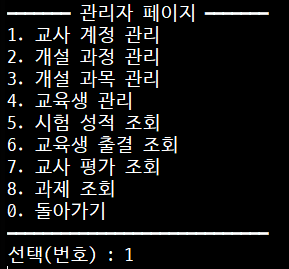 ━━━━━━━ 관리자 페이지 ━━━━━━━
1. 교사 계정 관리
2. 개설 과정 관리
3. 개설 과목 관리
4. 교육생 관리
5. 시험 성적 조회
6. 교육생 출결 조회
7. 교사 평가 조회
8. 과제 조회
0. 돌아가기
━━━━━━━━━━━━━━━━━━━━━━━━━━━━━
선택(번호) : 1